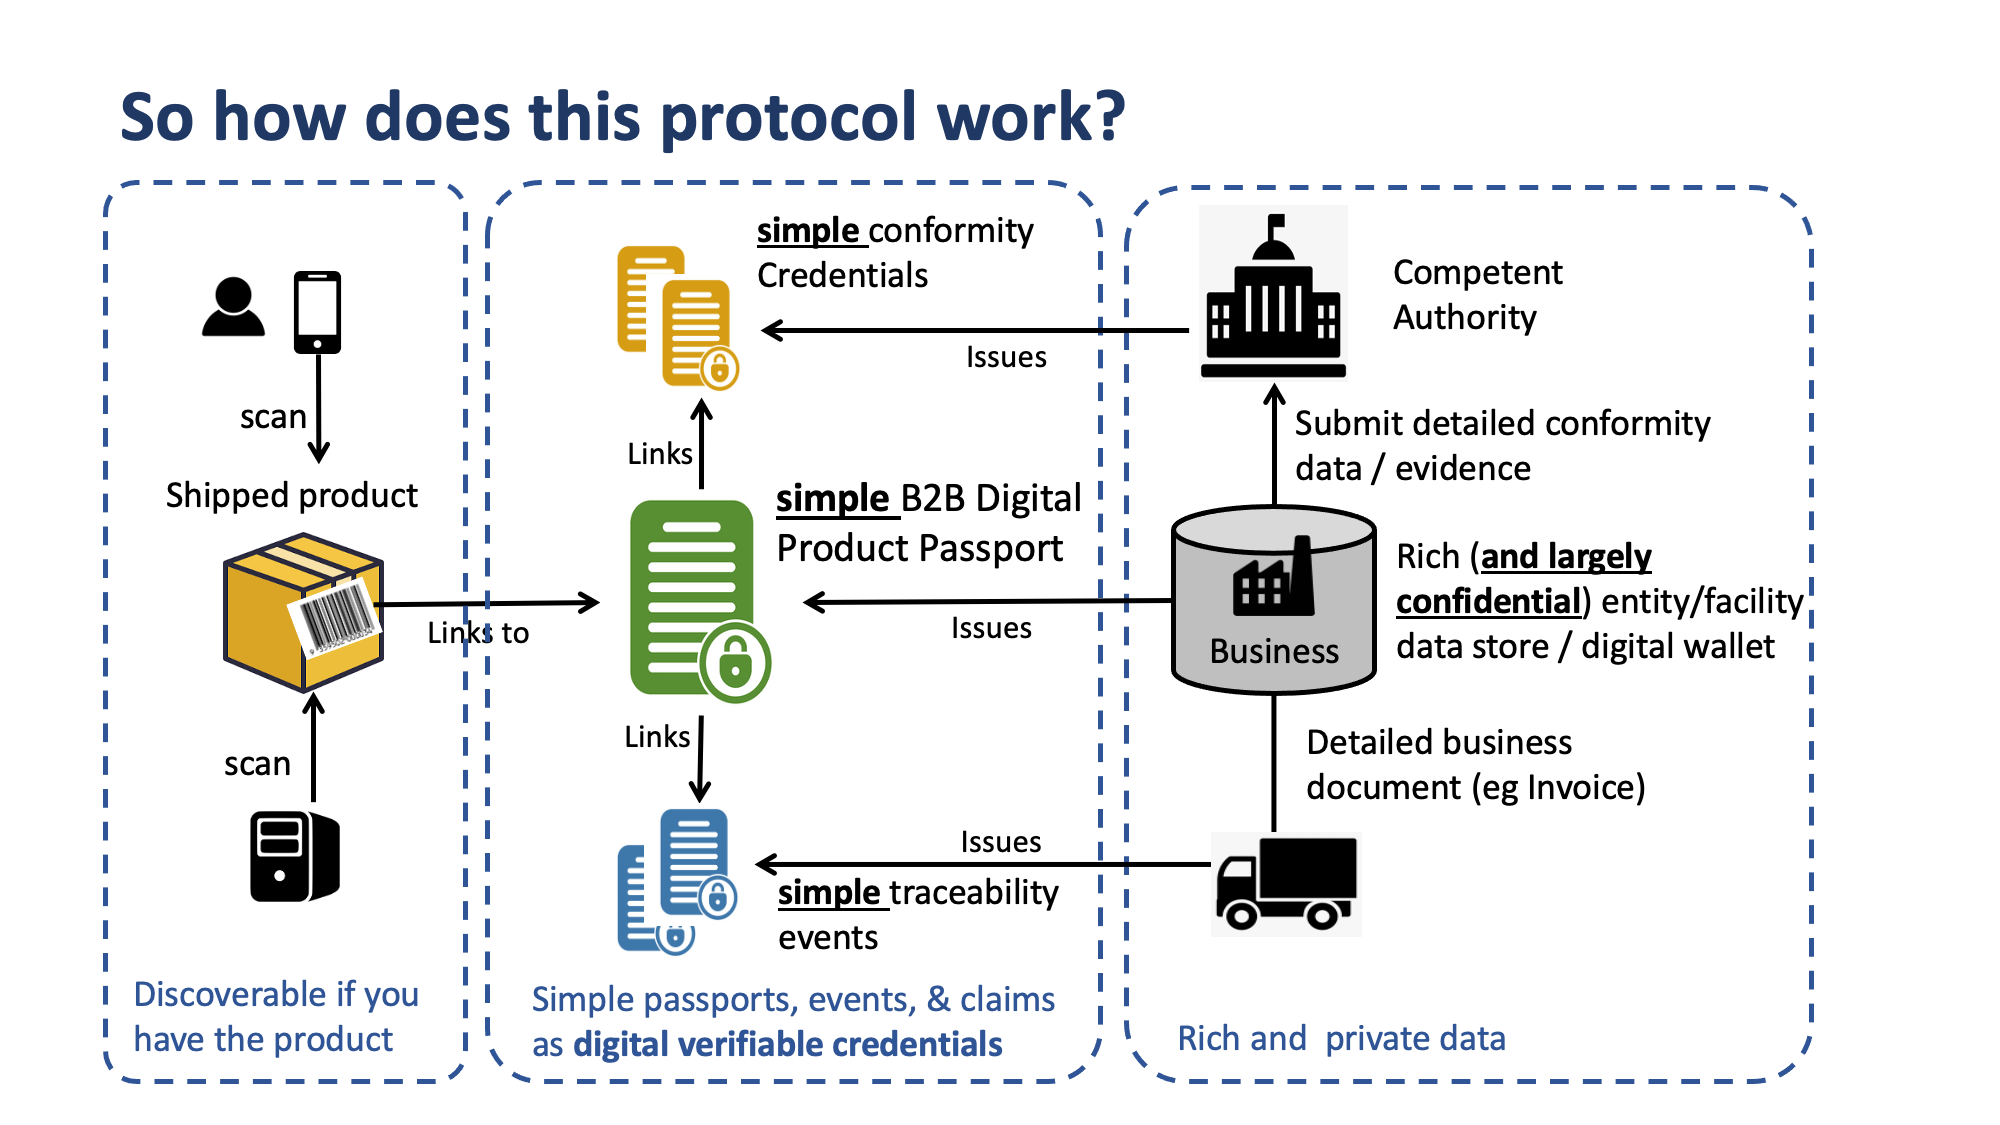 So how does this protocol work?
scan
Shipped product
Links to
scan
Discoverable if you
have the product
simple conformity
Credentials
Issues
Links
simple B2B Digital
Product Passport
Issues
Links
Issues
simple traceability
events
Simple passports, events, & claims
as digital verifiable credentials
Competent
Authority
Submit detailed conformity
data / evidence
Business
Rich (and largely
confidential) entity/facility
data store / digital wallet
Detailed business
document (eg Invoice)
Rich and  private data